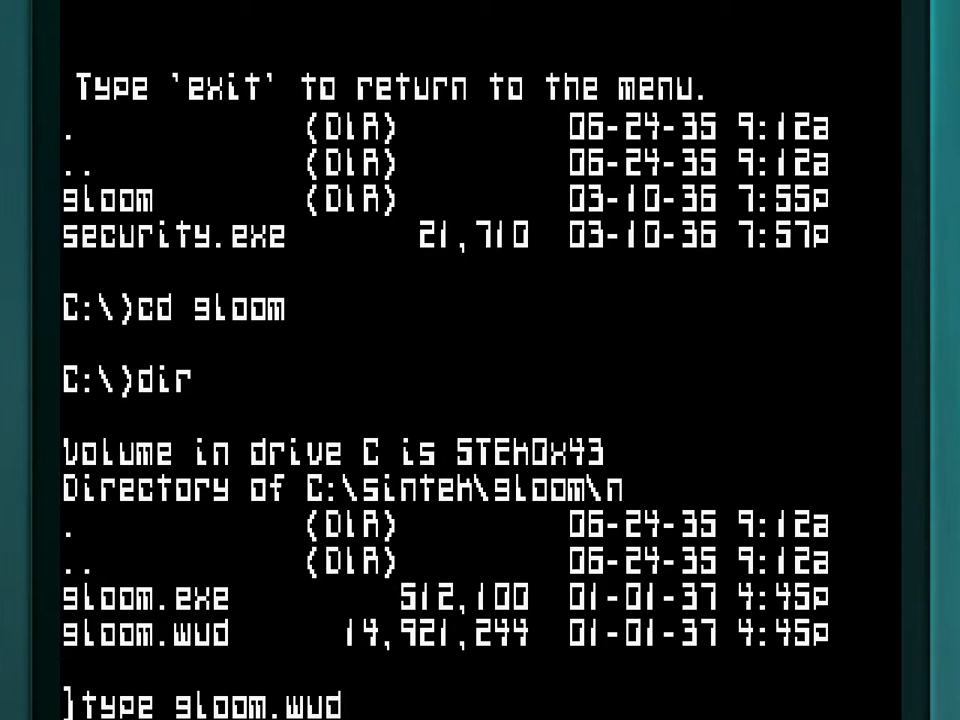 Type 'exit' to return to the menu.
. (DIR) 06-24-35 9:12a
.. (DIR) 06-24-35 9:12a
gloom (DIR) 03-10-36 7:55p
security.exe 21,710 03-10-36 7:57p
C:\)cd gloom
C:\)dir
Volume in drive C is STEK0x43
Directory of C:\sintek\gloom\n
. (DIR) 06-24-35 9:12a
.. (DIR) 06-24-35 9:12a
gloom.exe 512,100 01-01-37 4:45p
gloom.wud 14,921,244 01-01-37 4:45p
]type gloom.wud